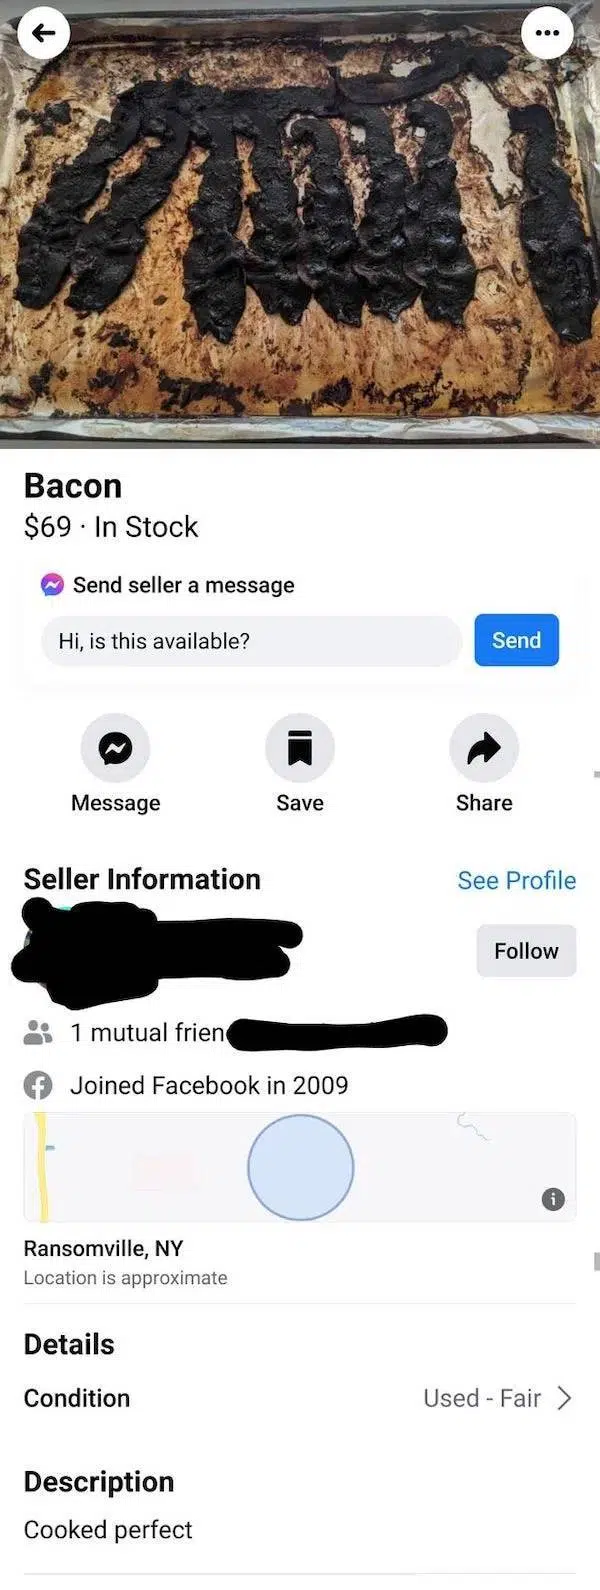 Bacon
$69 · In Stock
Send seller a message
Hi, is this available?
Send
Message
Save
Share
Seller Information
See Profile
Follow
1 mutual frien
Joined Facebook in 2009
Ransomville, NY
Location is approximate
Details
Condition
Used - Fair
Description
Cooked perfect